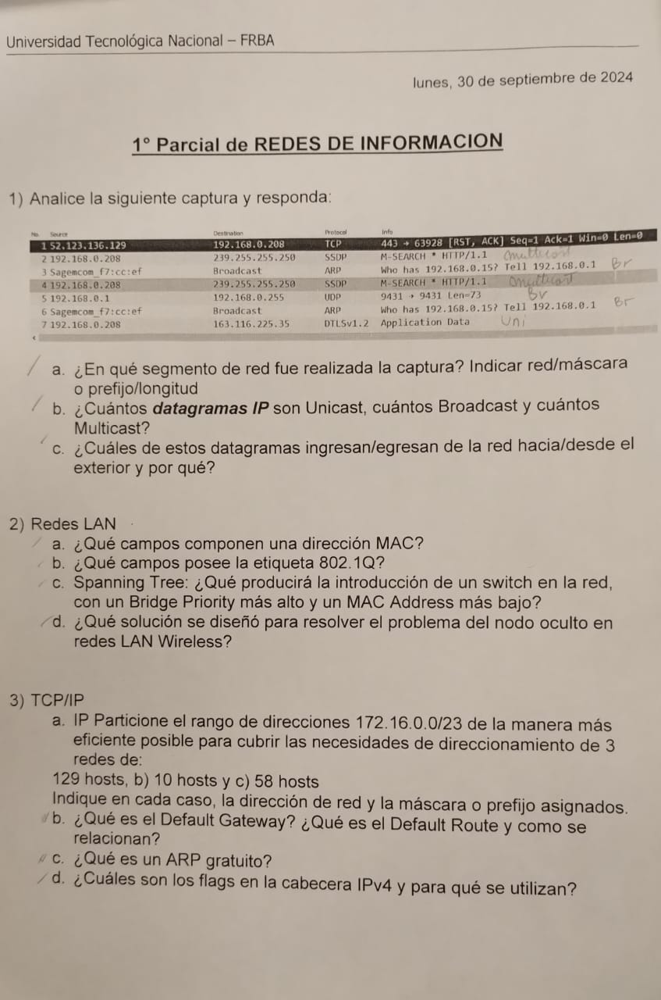 Universidad Tecnológica Nacional – FRBA
lunes, 30 de septiembre de 2024
1° Parcial de REDES DE INFORMACION
1) Analice la siguiente captura y responda:
No. Source Destination Protocol Info
1 52.123.136.129 192.168.0.208 TCP 443 → 63928 [RST, ACK] Seq=1 Ack=1 Win=0 Len=0
2 192.168.0.208 239.255.255.250 SSDP M-SEARCH * HTTP/1.1 multicast
3 Sagemcom_f7:cc:ef Broadcast ARP Who has 192.168.0.15? Tell 192.168.0.1 Br
4 192.168.0.208 239.255.255.250 SSDP M-SEARCH * HTTP/1.1 multicast
5 192.168.0.1 192.168.0.255 UDP 9431 → 9431 Len=73 Br
6 Sagemcom_f7:cc:ef Broadcast ARP Who has 192.168.0.15? Tell 192.168.0.1 Br
7 192.168.0.208 163.116.225.35 DTLSv1.2 Application Data Uni
a. ¿En qué segmento de red fue realizada la captura? Indicar red/máscara
o prefijo/longitud
b. ¿Cuántos datagramas IP son Unicast, cuántos Broadcast y cuántos
Multicast?
c. ¿Cuáles de estos datagramas ingresan/egresan de la red hacia/desde el
exterior y por qué?
2) Redes LAN
a. ¿Qué campos componen una dirección MAC?
b. ¿Qué campos posee la etiqueta 802.1Q?
c. Spanning Tree: ¿Qué producirá la introducción de un switch en la red,
con un Bridge Priority más alto y un MAC Address más bajo?
d. ¿Qué solución se diseñó para resolver el problema del nodo oculto en
redes LAN Wireless?
3) TCP/IP
a. IP Particione el rango de direcciones 172.16.0.0/23 de la manera más
eficiente posible para cubrir las necesidades de direccionamiento de 3
redes de:
129 hosts, b) 10 hosts y c) 58 hosts
Indique en cada caso, la dirección de red y la máscara o prefijo asignados.
b. ¿Qué es el Default Gateway? ¿Qué es el Default Route y como se
relacionan?
c. ¿Qué es un ARP gratuito?
d. ¿Cuáles son los flags en la cabecera IPv4 y para qué se utilizan?